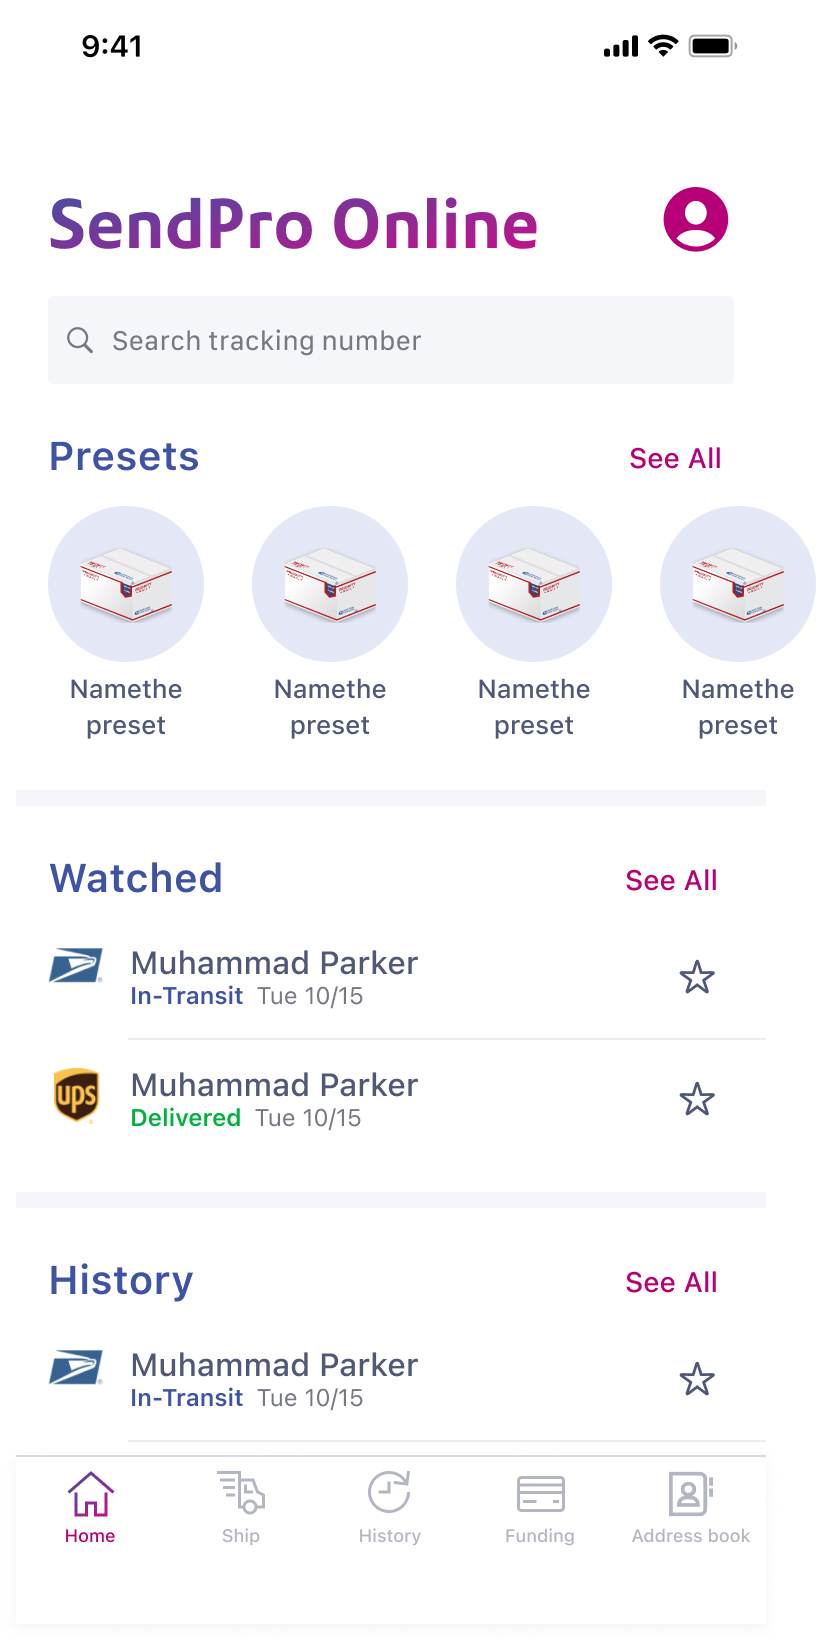 9:41
SendPro Online
Search tracking number
Presets
See All
Namethe
preset
Namethe
preset
Namethe
preset
Namethe
preset
Watched
See All
Muhammad Parker
In-Transit Tue 10/15
ups
Muhammad Parker
Delivered Tue 10/15
History
See All
Muhammad Parker
In-Transit Tue 10/15
Home
Ship
History
Funding
Address book